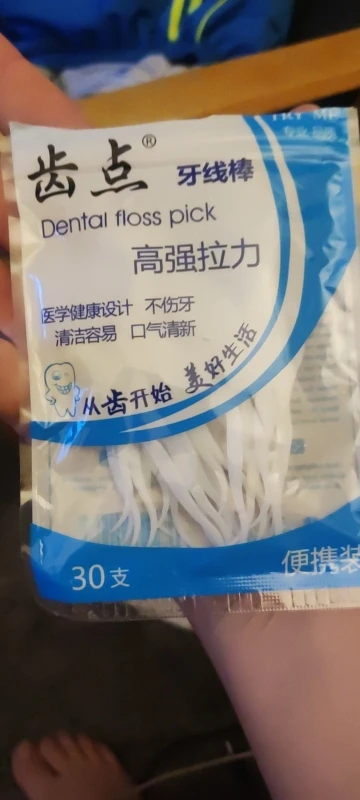 TRY ME
齿点®
牙线棒
Dental floss pick
高强拉力
医学健康设计 不伤牙
清洁容易 口气清新
从齿开始 美好生活
30支
便携装